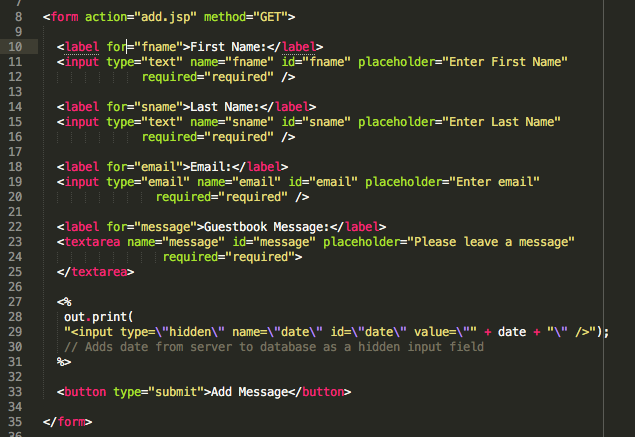 7
8 <form action="add.jsp" method="GET">
9
10 <label for="fname">First Name:</label>
11 <input type="text" name="fname" id="fname" placeholder="Enter First Name"
12 required="required" />
13
14 <label for="sname">Last Name:</label>
15 <input type="text" name="sname" id="sname" placeholder="Enter Last Name"
16 required="required" />
17
18 <label for="email">Email:</label>
19 <input type="email" name="email" id="email" placeholder="Enter email"
20 required="required" />
21
22 <label for="message">Guestbook Message:</label>
23 <textarea name="message" id="message" placeholder="Please leave a message"
24 required="required">
25 </textarea>
26
27 <%
28 out.print(
29 "<input type=\"hidden\" name=\"date\" id=\"date\" value=\"" + date + "\" />");
30 // Adds date from server to database as a hidden input field
31 %>
32
33 <button type="submit">Add Message</button>
34
35 </form>
36